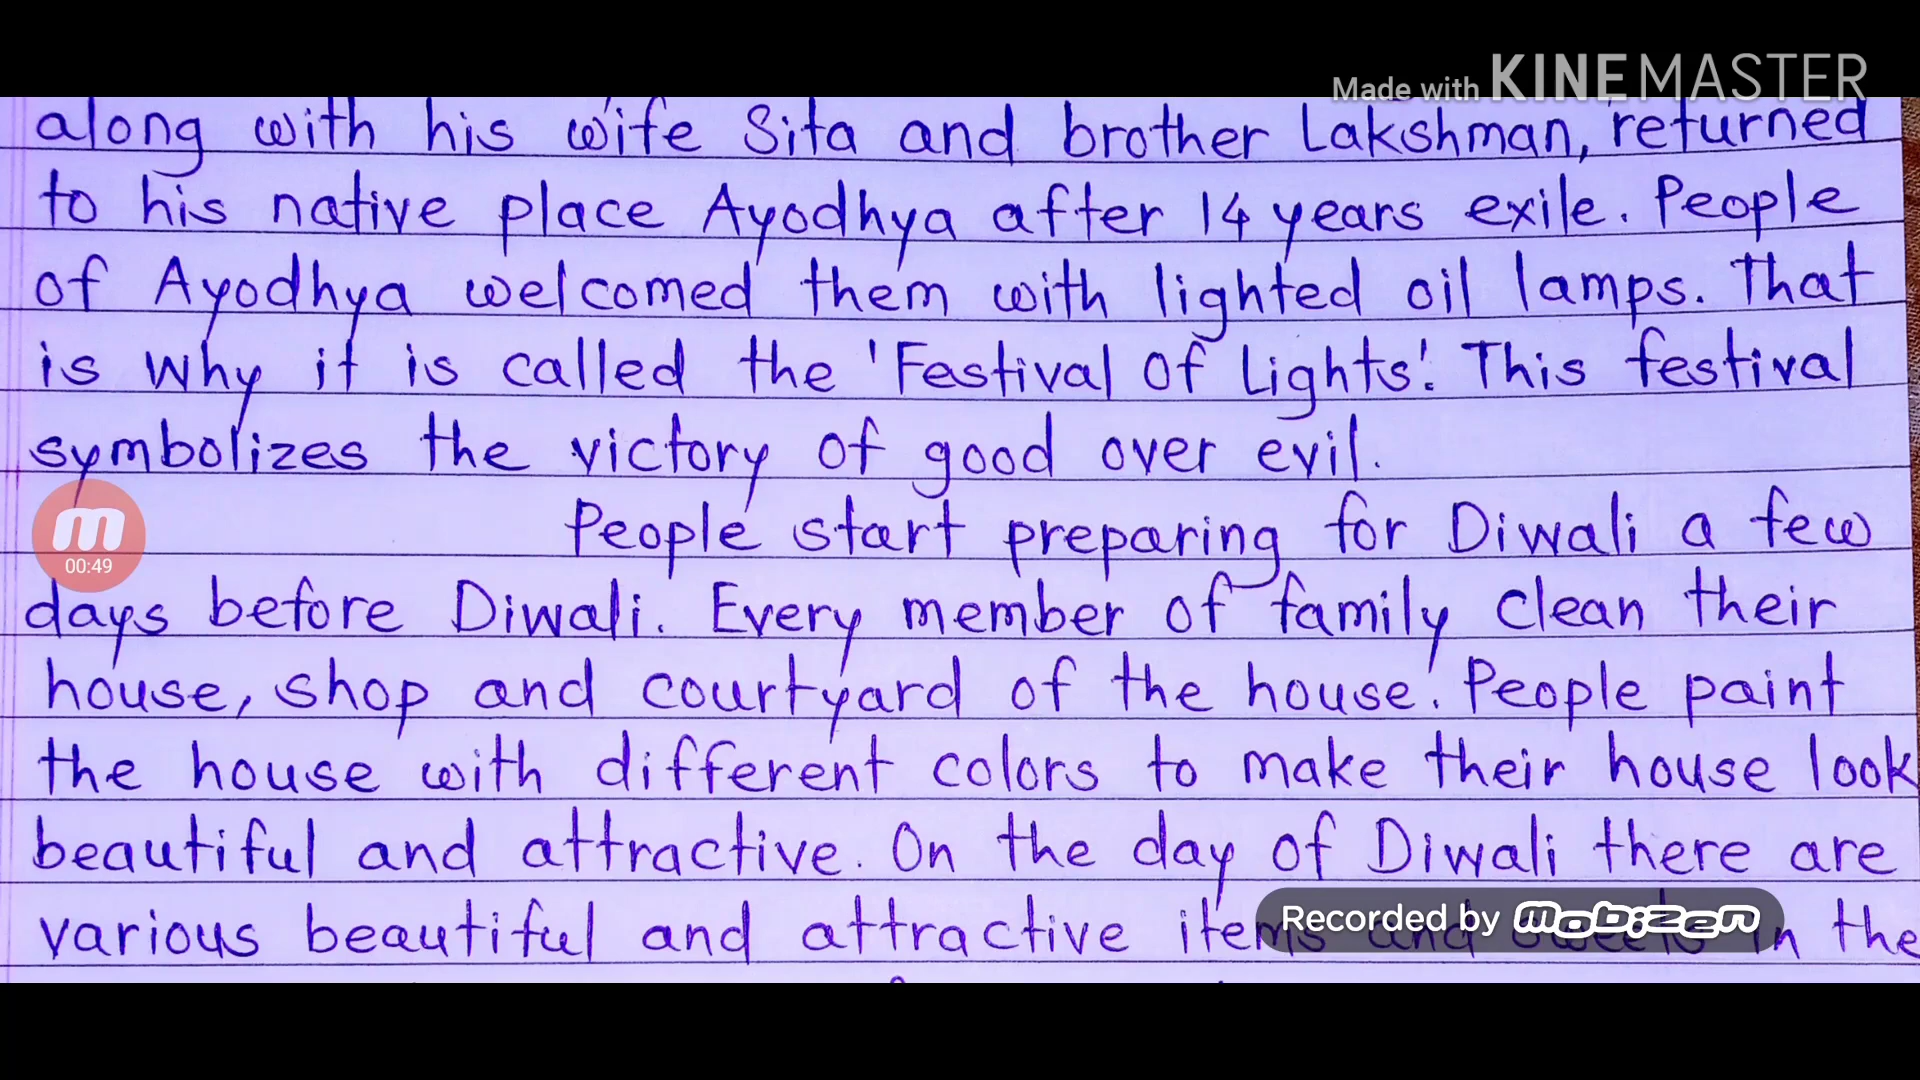 Made with KINEMASTER
along with his wife Sita and brother Lakshman, returned
to his native place Ayodhya after 14 years exile. People
of Ayodhya welcomed them with lighted oil lamps. That
is why it is called the 'Festival of Lights'. This festival
symbolizes the victory of good over evil.
People start preparing for Diwali a few
days before Diwali. Every member of family clean their
house, shop and courtyard of the house. People paint
the house with different colors to make their house look
beautiful and attractive. On the day of Diwali there are
various beautiful and attractive items and sweets in the
m
00:49
Recorded by mobizen